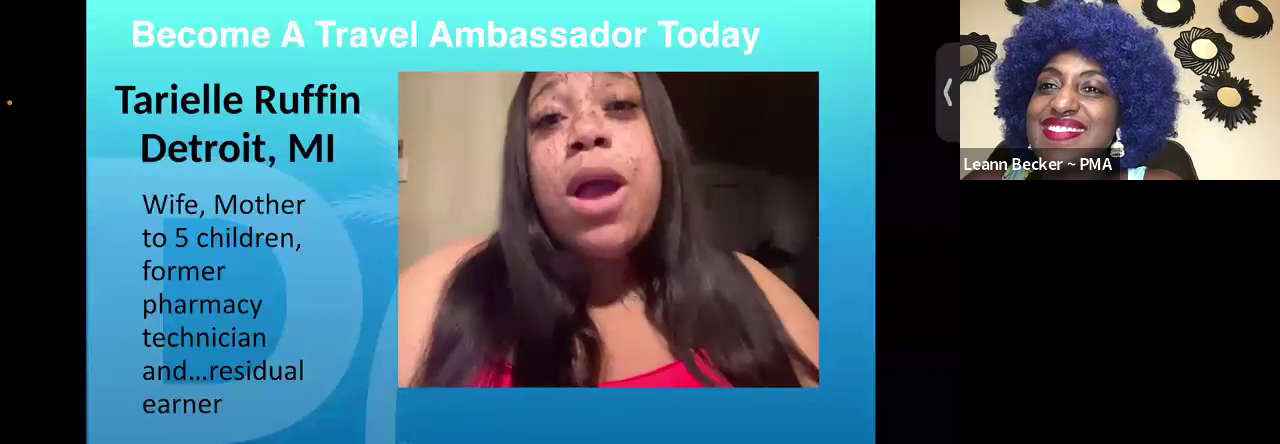 Become A Travel Ambassador Today
Tarielle Ruffin
Detroit, MI
Wife, Mother
to 5 children,
former
pharmacy
technician
and...residual
earner
Leann Becker ~ PMA